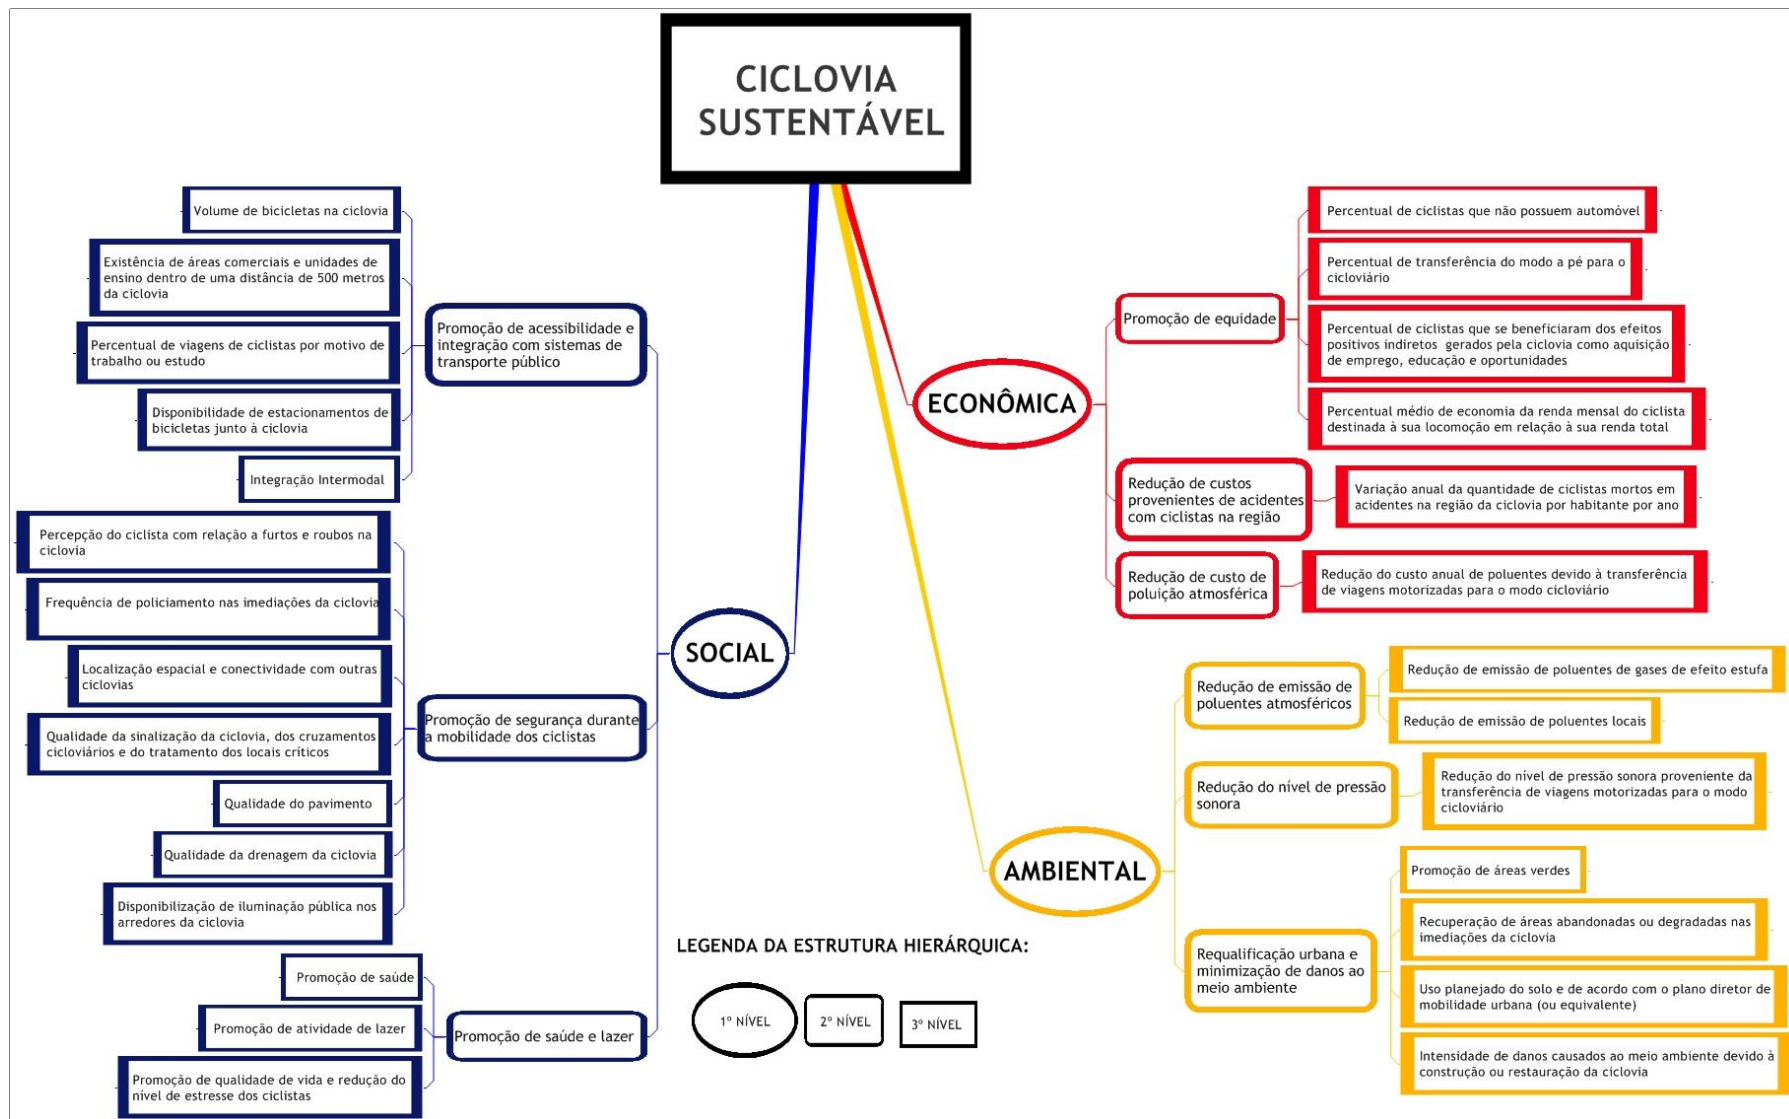 CICLOVIA
SUSTENTÁVEL
Volume de bicicletas na ciclovia
Existência de áreas comerciais e unidades de
ensino dentro de uma distância de 500 metros
da ciclovia
Percentual de viagens de ciclistas por motivo de
trabalho ou estudo
Disponibilidade de estacionamentos de
bicicletas junto à ciclovia
Integração Intermodal
Promoção de acessibilidade e
integração com sistemas de
transporte público
Percepção do ciclista com relação a furtos e roubos na
ciclovia
Frequência de policiamento nas imediações da ciclovia
Localização espacial e conectividade com outras
ciclovias
Qualidade da sinalização da ciclovia, dos cruzamentos
cicloviários e do tratamento dos locais críticos
Qualidade do pavimento
Qualidade da drenagem da ciclovia
Disponibilização de iluminação pública nos
arredores da ciclovia
Promoção de segurança durante
a mobilidade dos ciclistas
Promoção de saúde
Promoção de atividade de lazer
Promoção de qualidade de vida e redução do
nível de estresse dos ciclistas
Promoção de saúde e lazer
SOCIAL
ECONÔMICA
Promoção de equidade
Percentual de ciclistas que não possuem automóvel
Percentual de transferência do modo a pé para o
cicloviário
Percentual de ciclistas que se beneficiaram dos efeitos
positivos indiretos gerados pela ciclovia como aquisição
de emprego, educação e oportunidades
Percentual médio de economia da renda mensal do ciclista
destinada à sua locomoção em relação à sua renda total
Redução de custos
provenientes de acidentes
com ciclistas na região
Variação anual da quantidade de ciclistas mortos em
acidentes na região da ciclovia por habitante por ano
Redução de custo de
poluição atmosférica
Redução do custo anual de poluentes devido à transferência
de viagens motorizadas para o modo cicloviário
AMBIENTAL
Redução de emissão de
poluentes atmosféricos
Redução de emissão de poluentes de gases de efeito estufa
Redução de emissão de poluentes locais
Redução do nível de pressão
sonora
Redução do nível de pressão sonora proveniente da
transferência de viagens motorizadas para o modo
cicloviário
Requalificação urbana e
minimização de danos ao
meio ambiente
Promoção de áreas verdes
Recuperação de áreas abandonadas ou degradadas nas
imediações da ciclovia
Uso planejado do solo e de acordo com o plano diretor de
mobilidade urbana (ou equivalente)
Intensidade de danos causados ao meio ambiente devido à
construção ou restauração da ciclovia
LEGENDA DA ESTRUTURA HIERÁRQUICA:
1º NÍVEL
2º NÍVEL
3º NÍVEL